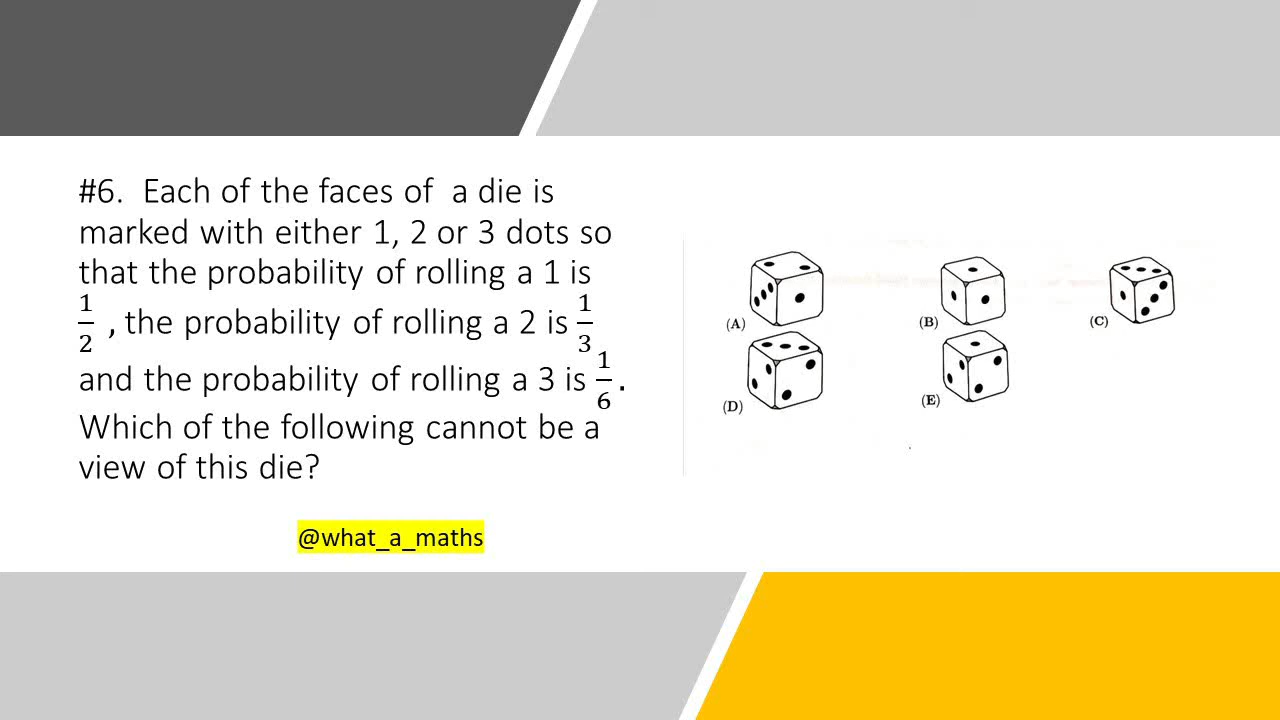 #6.  Each of the faces of  a die is
marked with either 1, 2 or 3 dots so
that the probability of rolling a 1 is
1/2 , the probability of rolling a 2 is 1/3
and the probability of rolling a 3 is 1/6.
Which of the following cannot be a
view of this die?
@what_a_maths
(A)
(B)
(C)
(D)
(E)